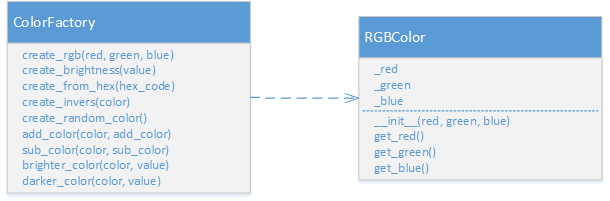 ColorFactory
create_rgb(red, green, blue)
create_brightness(value)
create_from_hex(hex_code)
create_invers(color)
create_random_color()
add_color(color, add_color)
sub_color(color, sub_color)
brighter_color(color, value)
darker_color(color, value)
RGBColor
_red
_green
_blue
__init__(red, green, blue)
get_red()
get_green()
get_blue()